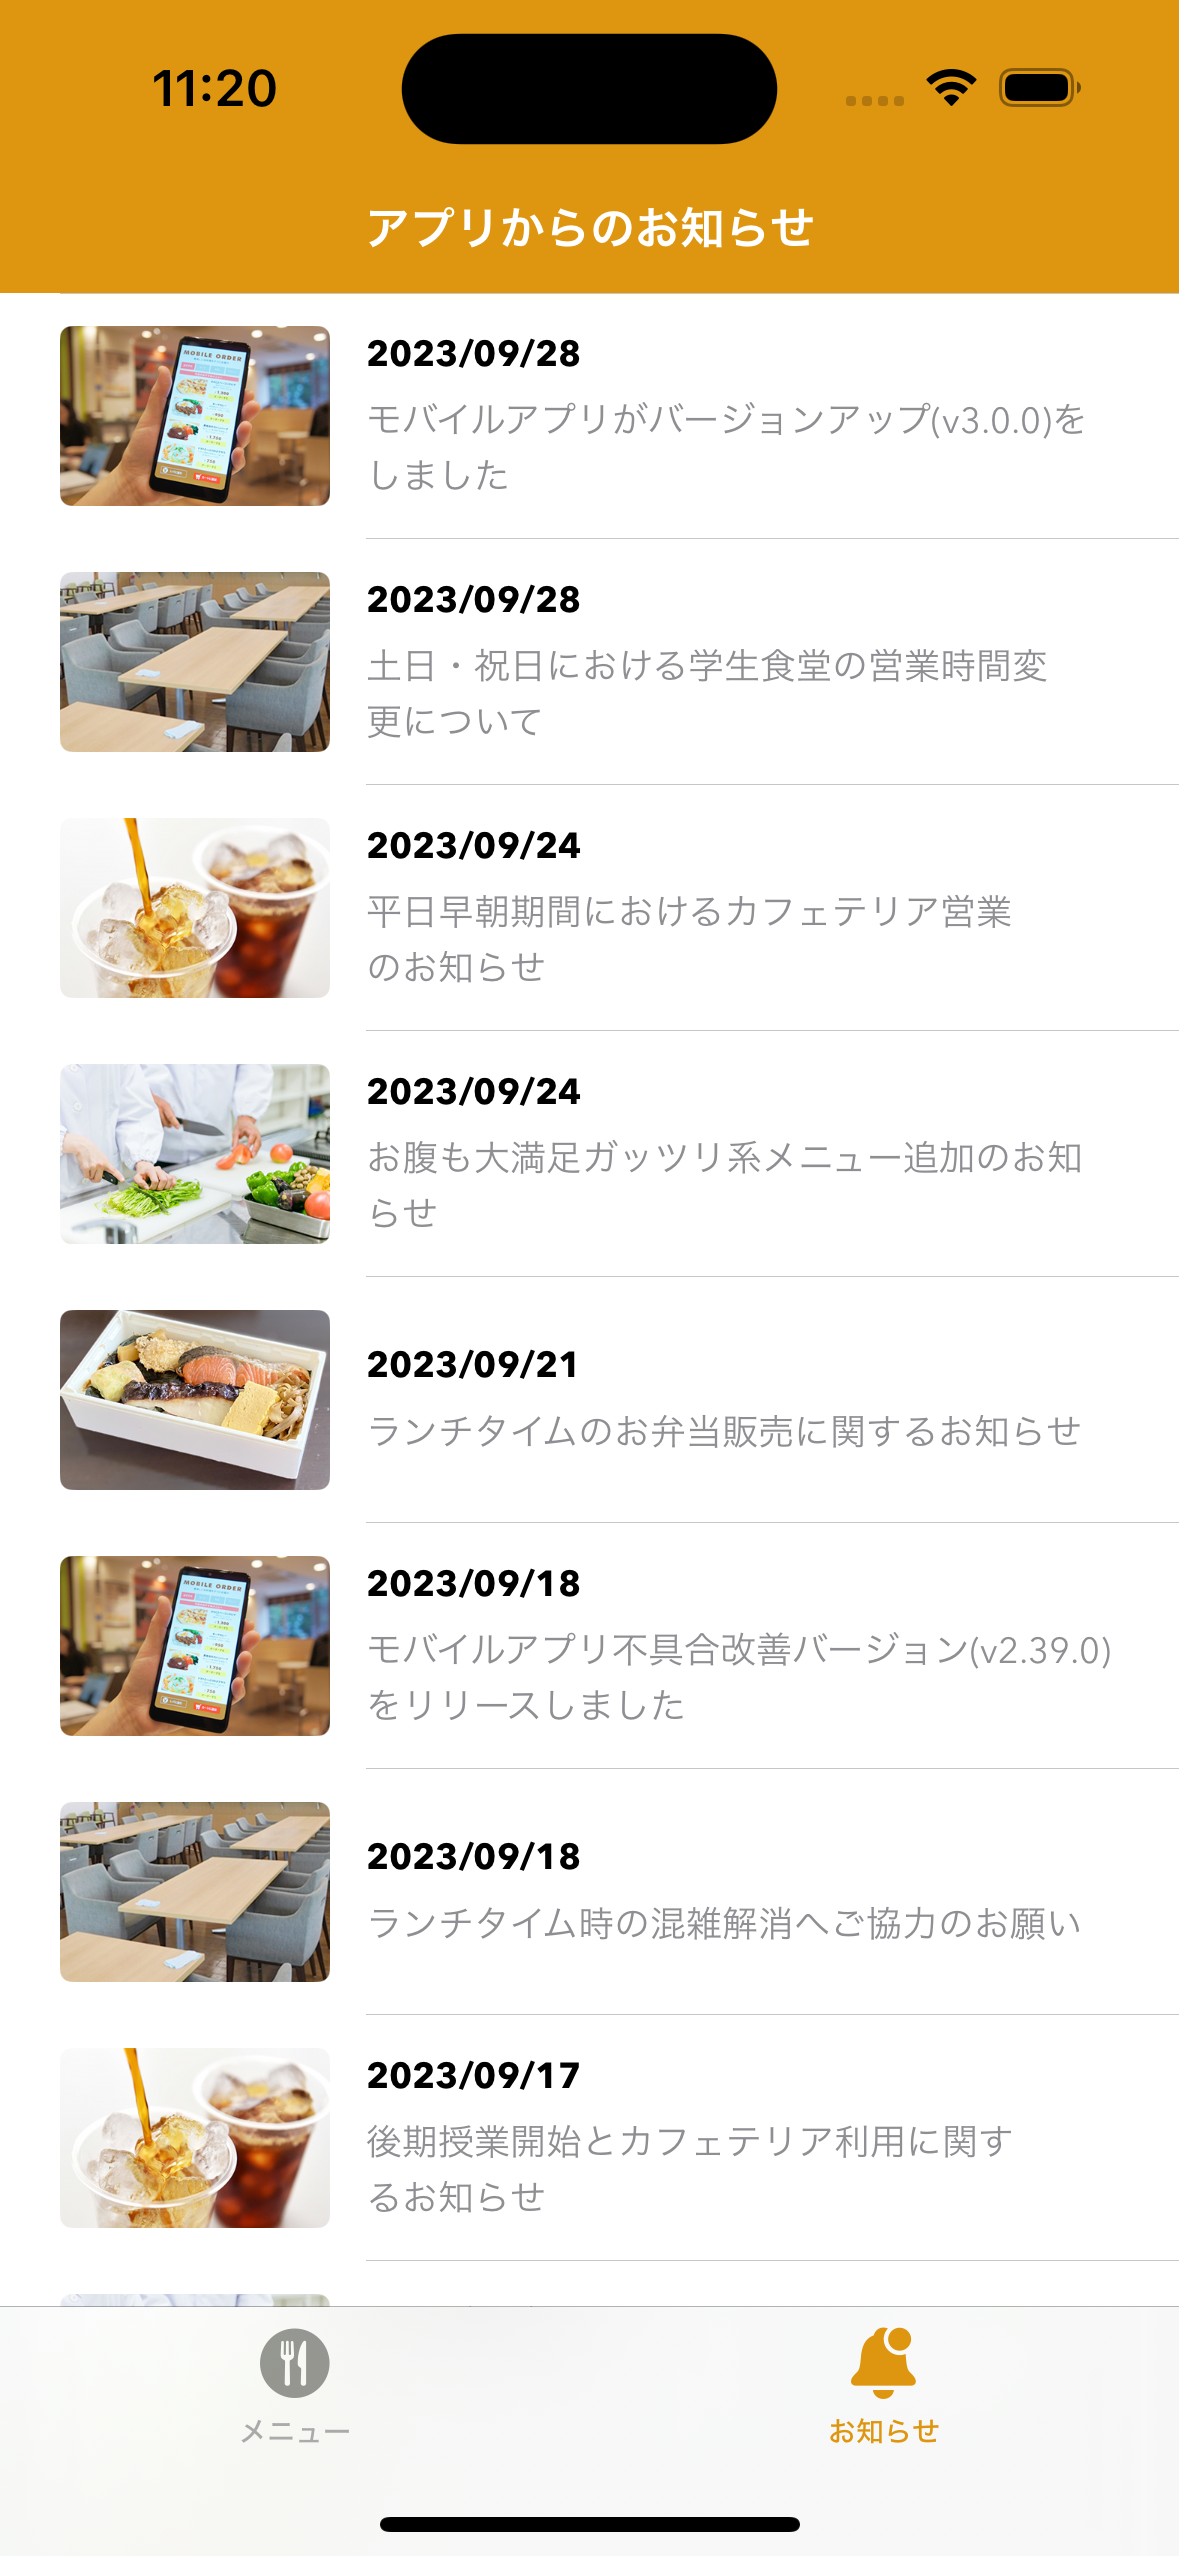 11:20
アプリからのお知らせ
MOBILE ORDER
2023/09/28
モバイルアプリがバージョンアップ(v3.0.0)を
しました
2023/09/28
土日・祝日における学生食堂の営業時間変
更について
2023/09/24
平日早朝期間におけるカフェテリア営業
のお知らせ
2023/09/24
お腹も大満足ガッツリ系メニュー追加のお知
らせ
2023/09/21
ランチタイムのお弁当販売に関するお知らせ
MOBILE ORDER
2023/09/18
モバイルアプリ不具合改善バージョン(v2.39.0)
をリリースしました
2023/09/18
ランチタイム時の混雑解消へご協力のお願い
2023/09/17
後期授業開始とカフェテリア利用に関す
るお知らせ
メニュー
お知らせ